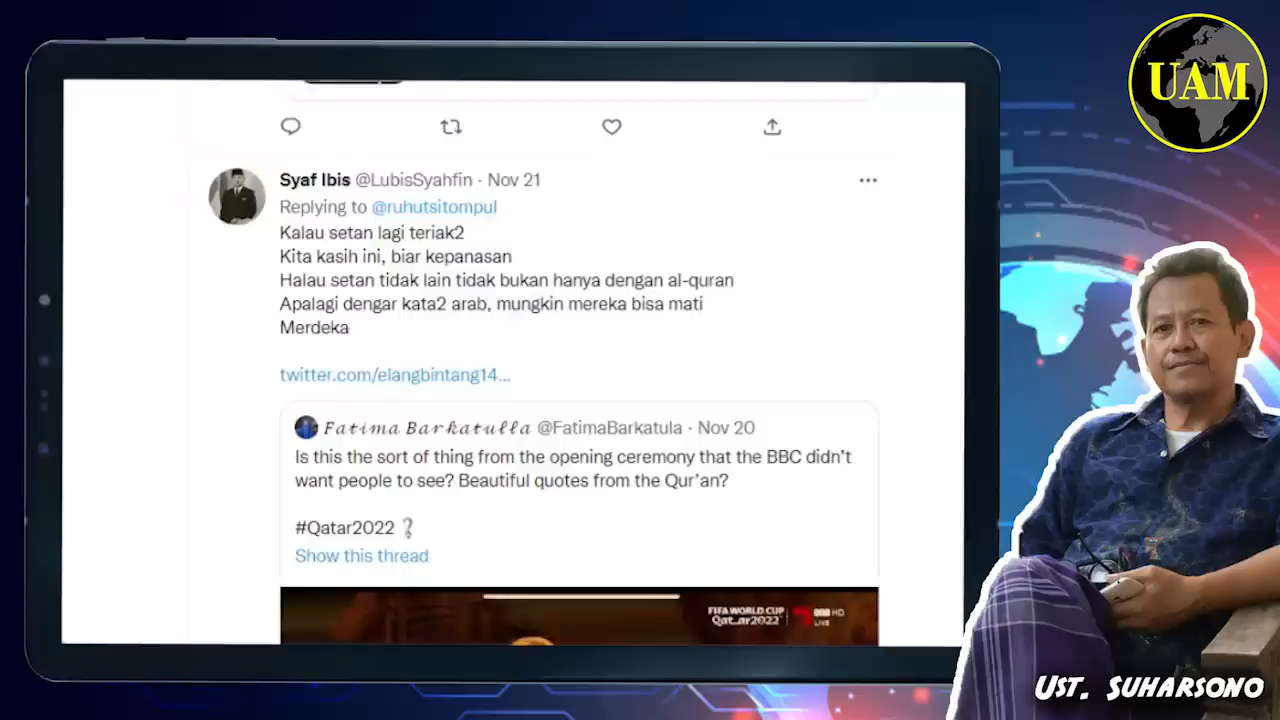 UAM
Syaf Ibis @LubisSyahfin · Nov 21
Replying to @ruhutsitompul
Kalau setan lagi teriak2
Kita kasih ini, biar kepanasan
Halau setan tidak lain tidak bukan hanya dengan al-quran
Apalagi dengar kata2 arab, mungkin mereka bisa mati
Merdeka
twitter.com/elangbintang14...
Fatima Barkatulla @FatimaBarkatula · Nov 20
Is this the sort of thing from the opening ceremony that the BBC didn't
want people to see? Beautiful quotes from the Qur'an?
#Qatar2022
Show this thread
FIFA WORLD CUP
Qat_ar2022
HD
LIVE
UST. SUHARSONO